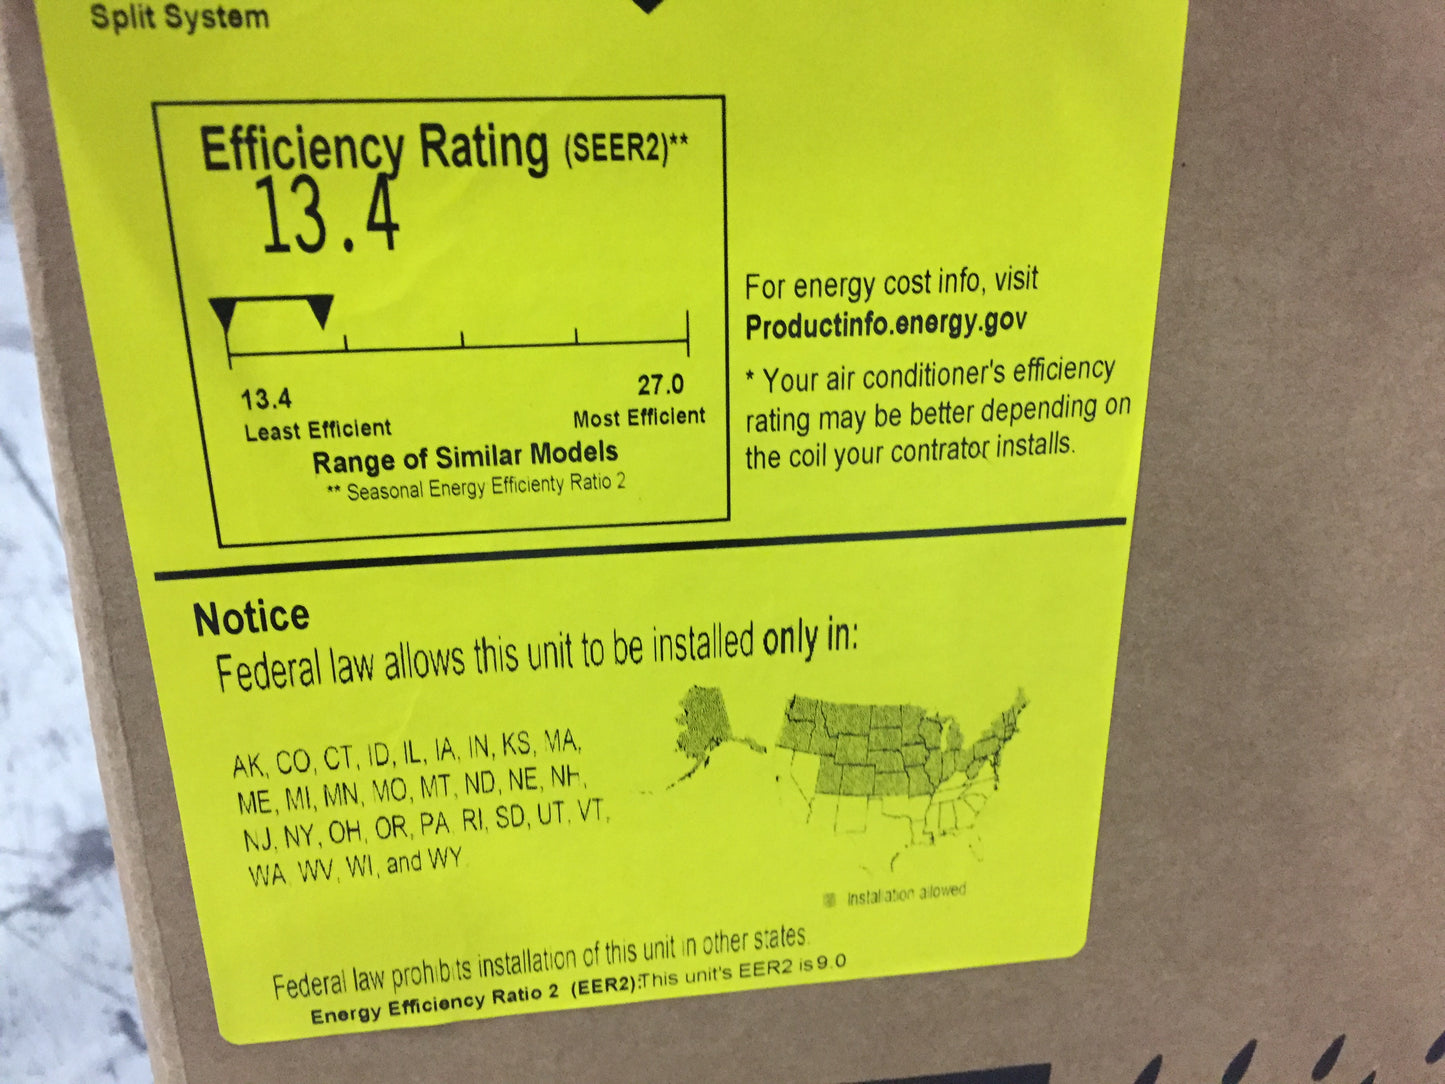 Split System
Efficiency Rating (SEER2)**
13.4
13.4
27.0
Least Efficient
Most Efficient
Range of Similar Models
** Seasonal Energy Efficienty Ratio 2
For energy cost info, visit
Productinfo.energy.gov
* Your air conditioner's efficiency
rating may be better depending on
the coil your contrator installs.
Notice
Federal law allows this unit to be installed only in:
AK, CO, CT, ID, IL, IA, IN, KS, MA,
ME, MI, MN, MO, MT, ND, NE, NH,
NJ, NY, OH, OR, PA, RI, SD, UT, VT,
WA, WV, WI, and WY.
Installation allowed
Federal law prohibits installation of this unit in other states.
Energy Efficiency Ratio 2 (EER2):This unit's EER2 is 9.0